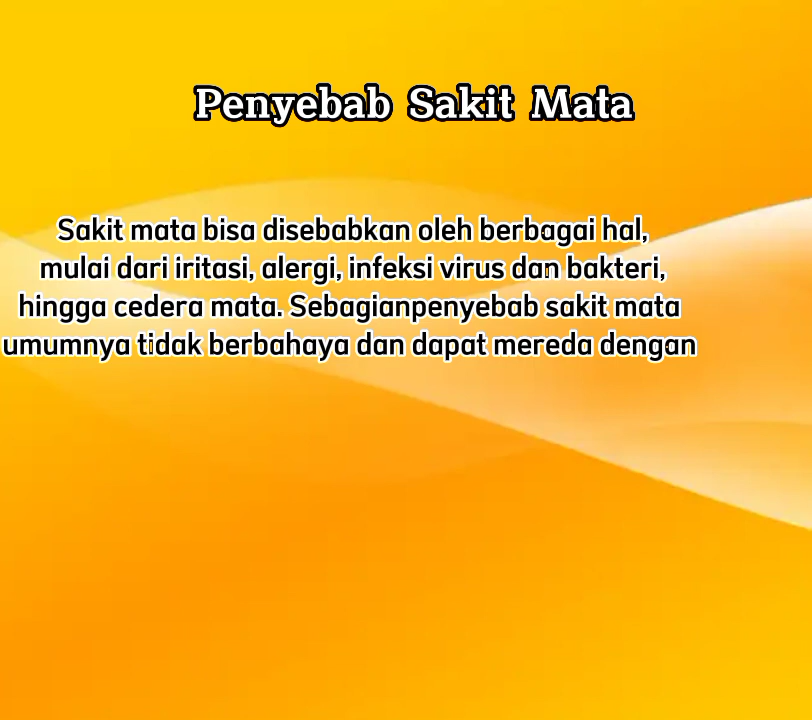 Penyebab Sakit Mata
Sakit mata bisa disebabkan oleh berbagai hal,
mulai dari iritasi, alergi, infeksi virus dan bakteri,
hingga cedera mata. Sebagianpenyebab sakit mata
umumnya tidak berbahaya dan dapat mereda dengan